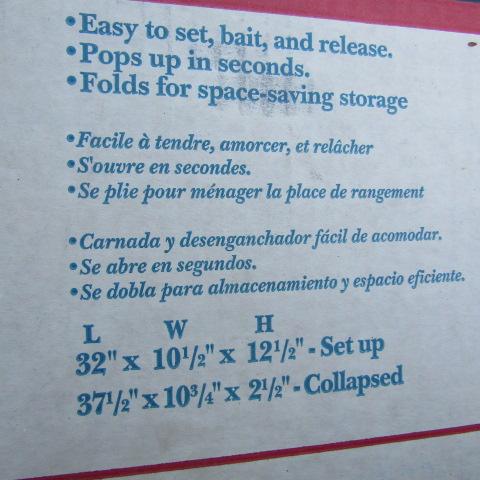 •Easy to set, bait, and release.
•Pops up in seconds.
•Folds for space-saving storage
•Facile à tendre, amorcer, et relâcher
•S'ouvre en secondes.
•Se plie pour ménager la place de rangement
•Carnada y desenganchador fácil de acomodar.
•Se abre en segundos.
•Se dobla para almacenamiento y espacio eficiente.
L W H
32" x 10½" x 12½" - Set up
37½" x 10¾" x 2½" - Collapsed